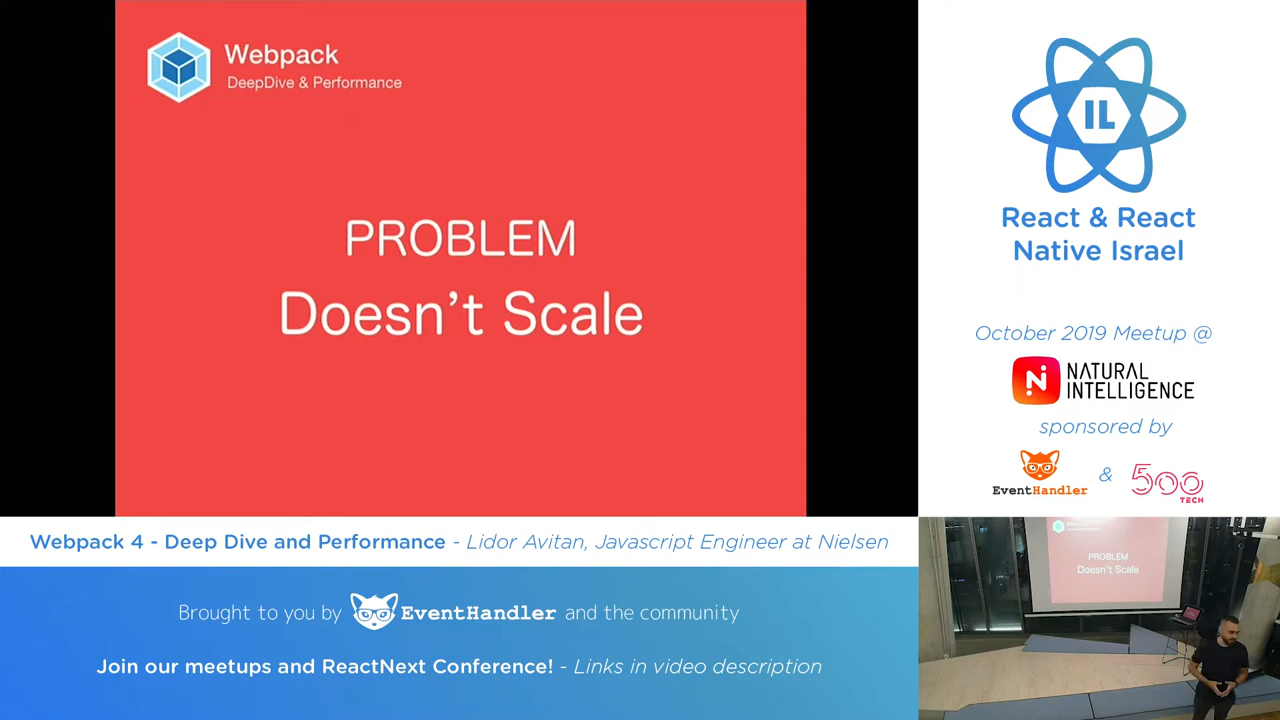 Webpack
DeepDive & Performance
PROBLEM
Doesn't Scale
IL
React & React
Native Israel
October 2019 Meetup @
NATURAL
INTELLIGENCE
sponsored by
EventHandler
&
500
TECH
Webpack 4 - Deep Dive and Performance - Lidor Avitan, Javascript Engineer at Nielsen
Brought to you by EventHandler and the community
Join our meetups and ReactNext Conference! - Links in video description
PROBLEM
Doesn't Scale